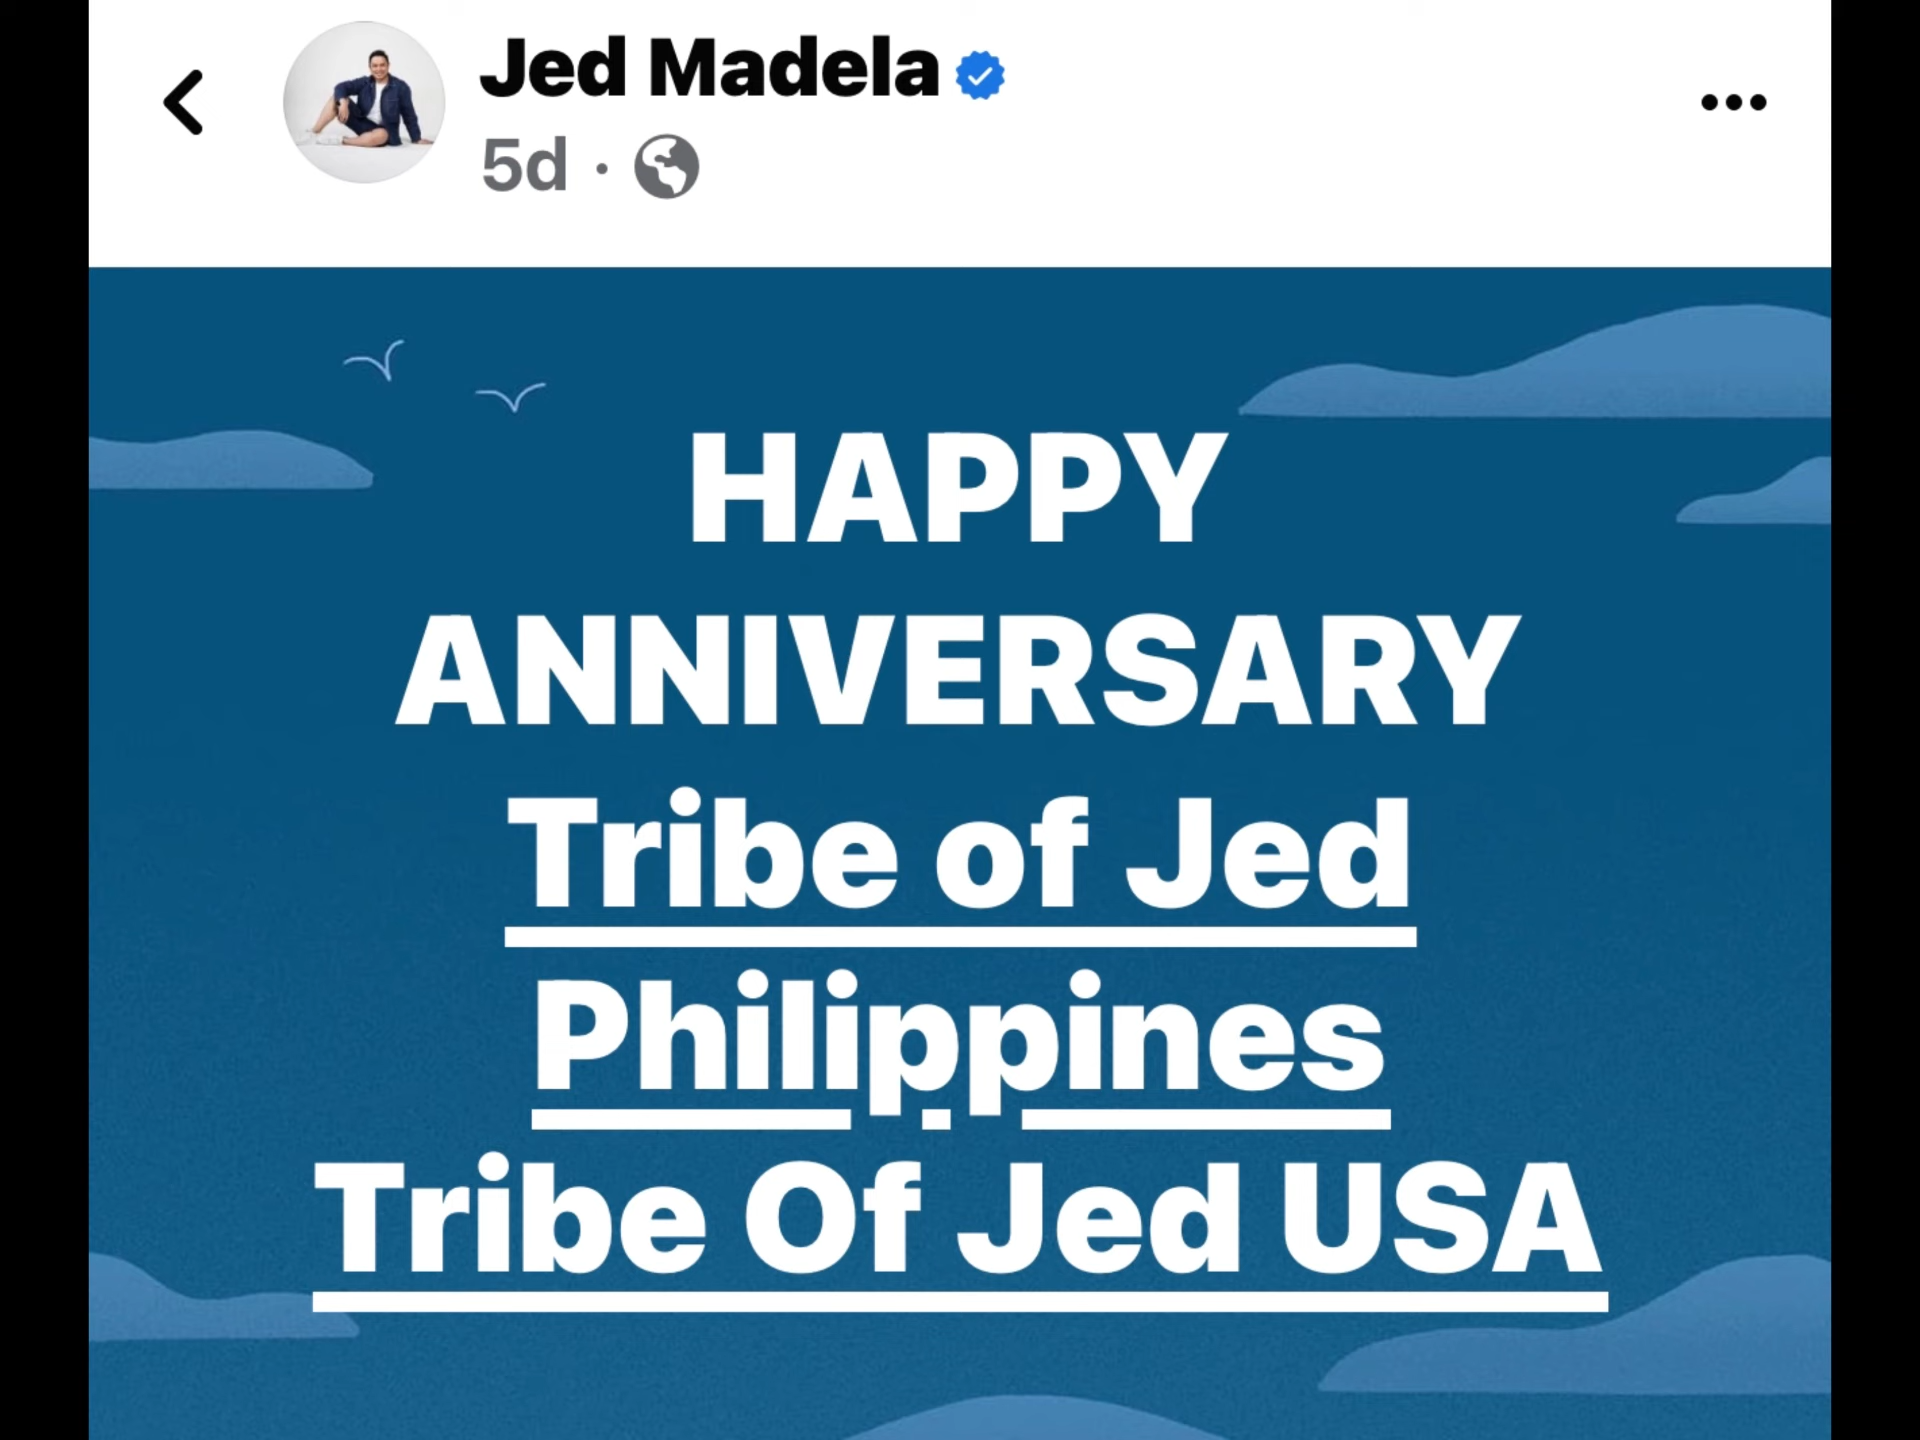 Jed Madela
5d ·
HAPPY
ANNIVERSARY
Tribe of Jed
Philippines
Tribe Of Jed USA